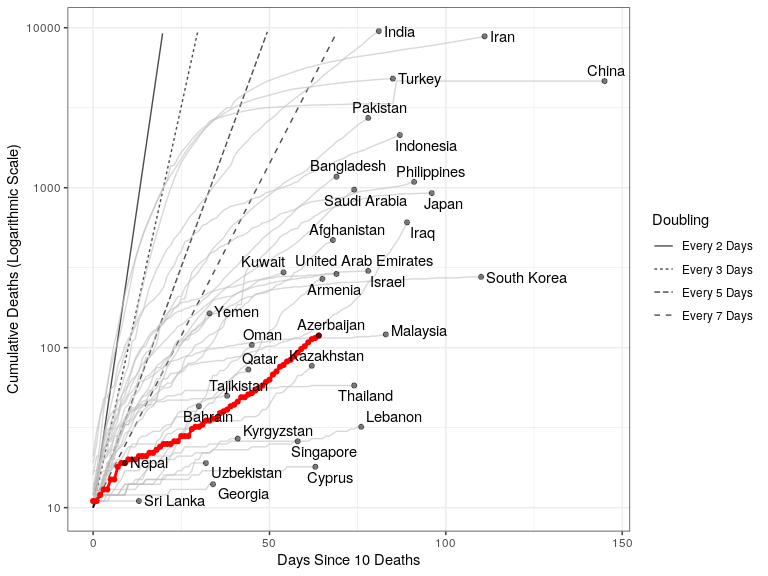 10000
1000
100
10
0
50
100
150
Cumulative Deaths (Logarithmic Scale)
Days Since 10 Deaths
India
Iran
China
Turkey
Pakistan
Indonesia
Bangladesh
Philippines
Saudi Arabia
Japan
Afghanistan
Iraq
Kuwait
United Arab Emirates
Armenia
Israel
South Korea
Yemen
Azerbaijan
Oman
Malaysia
Qatar
Kazakhstan
Tajikistan
Thailand
Bahrain
Lebanon
Kyrgyzstan
Singapore
Nepal
Uzbekistan
Cyprus
Georgia
Sri Lanka
Doubling
Every 2 Days
Every 3 Days
Every 5 Days
Every 7 Days